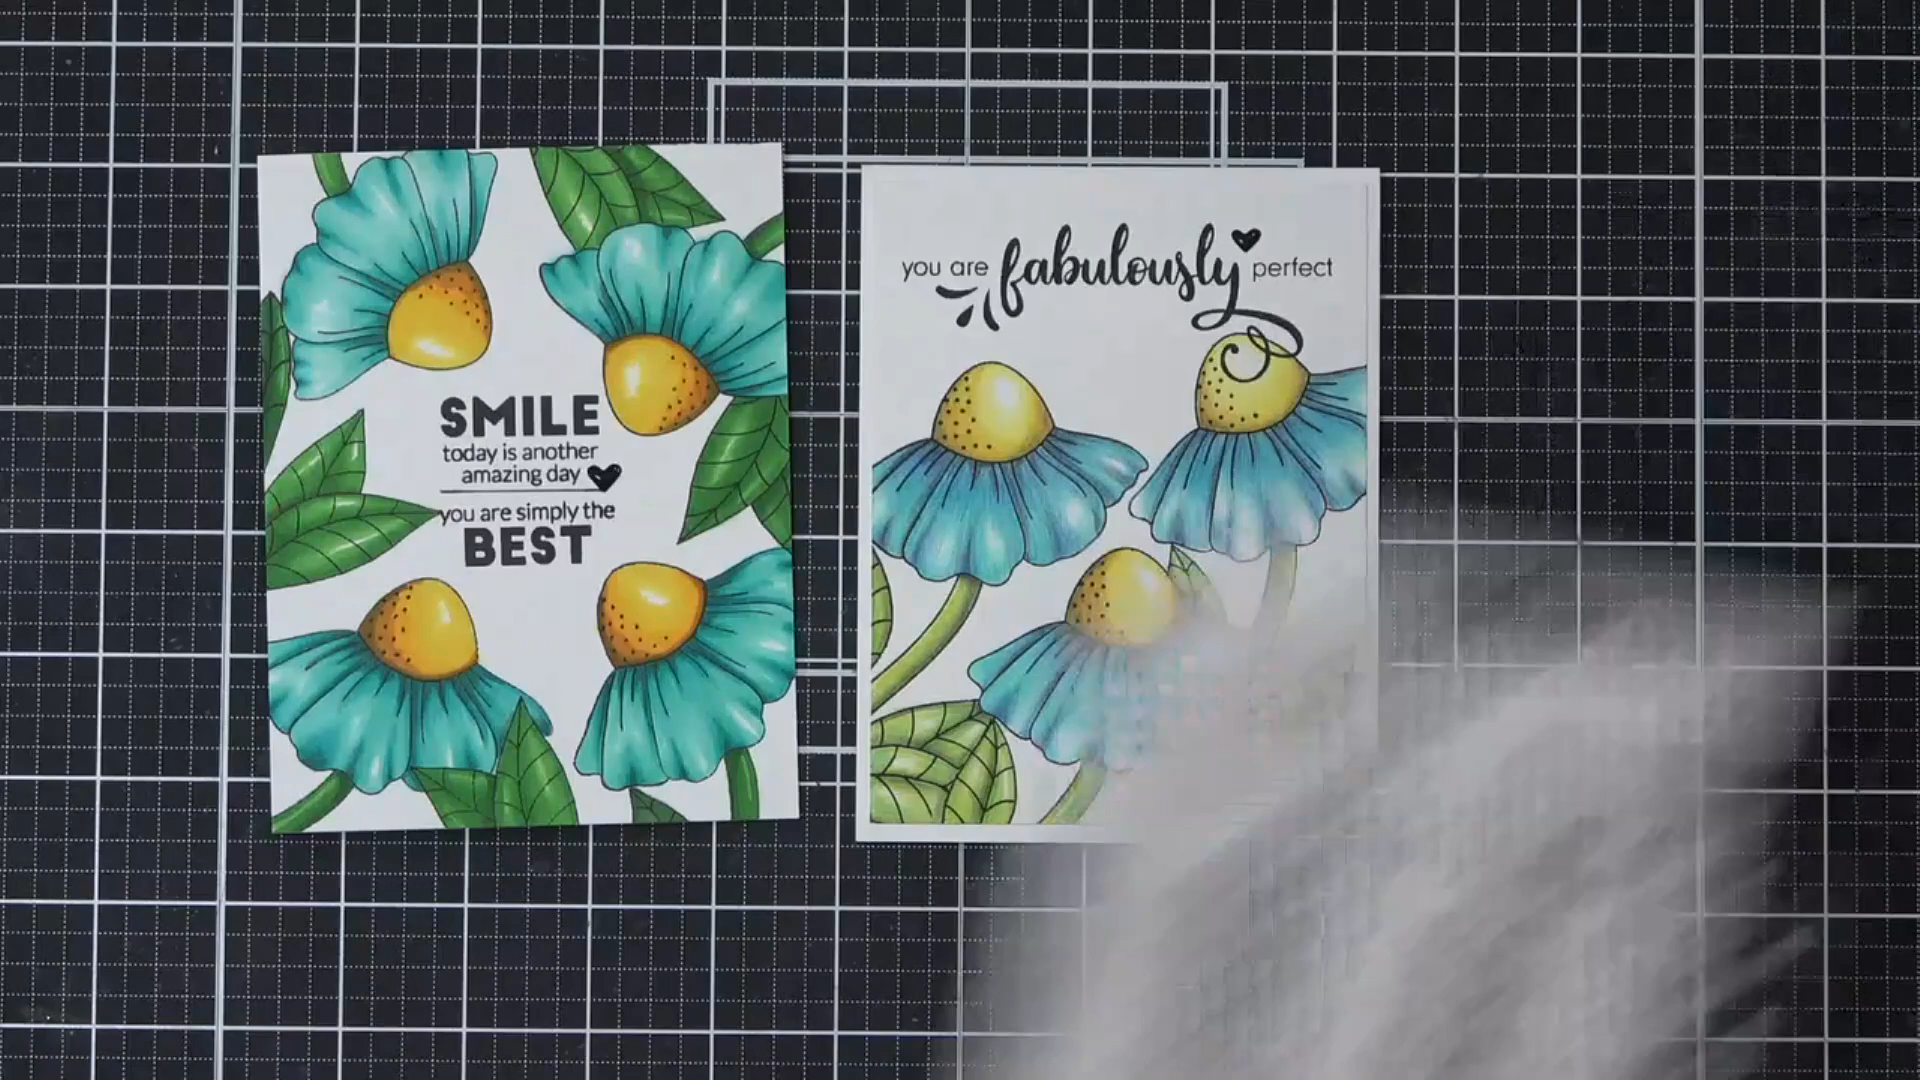 SMILE
today is another
amazing day
you are simply the
BEST
you are fabulously perfect